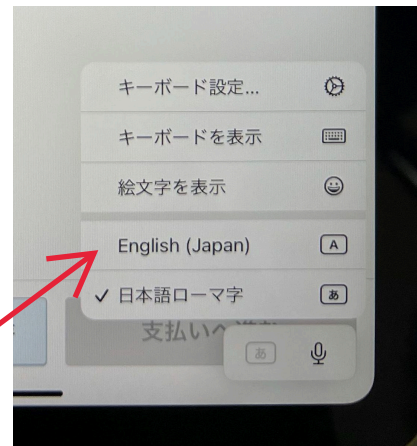 キーボード設定...
キーボードを表示
絵文字を表示
English (Japan)
A
✓ 日本語ローマ字
あ
支払いへ
あ